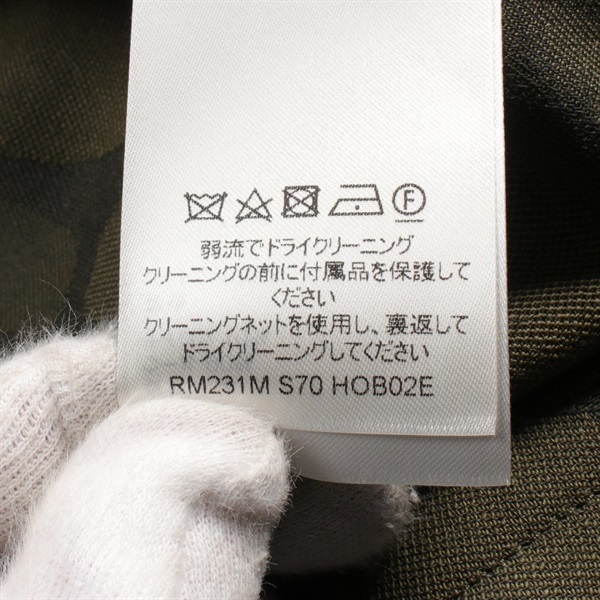 F
弱流でドライクリーニング
クリーニングの前に付属品を保護して
ください
クリーニングネットを使用し、裏返して
ドライクリーニングしてください
RM231M S70 HOB02E